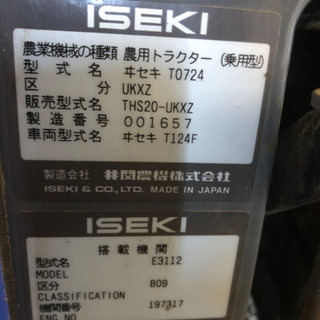 ISEKI
農業機械の種類 農用トラクター(乗用型)
型式名 ヰセキ T0724
区分 UKXZ
販売型式名 THS20-UKXZ
製造番号 001657
車両型式名 ヰセキ T124F
製造会社 井関農機株式会社
ISEKI & CO., LTD. MADE IN JAPAN
ISEKI
搭載機関
型式名 E3112
MODEL
区分 B09
CLASSIFICATION
機関番号 197317
ENG NO